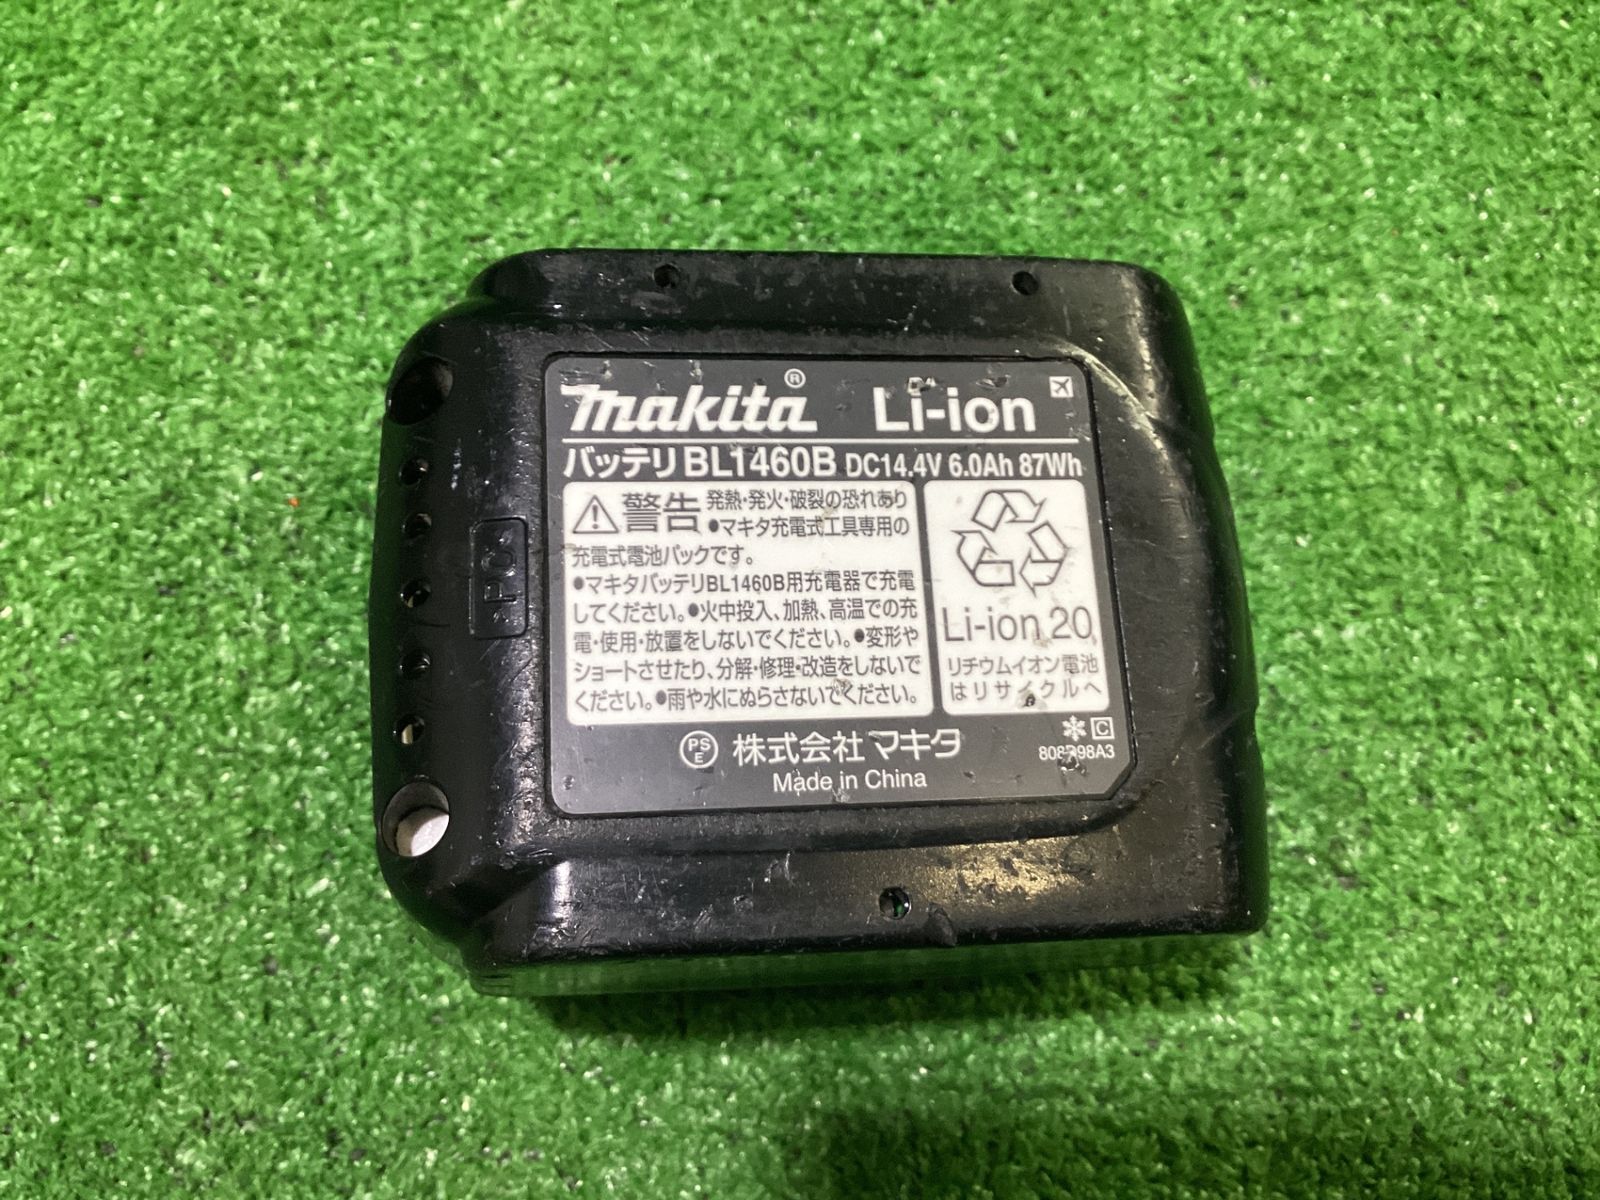 makita® Li-ion
バッテリ BL1460B DC14.4V 6.0Ah 87Wh
警告 発熱・発火・破裂の恐れあり
●マキタ充電式工具専用の
充電式電池パックです。
●マキタバッテリBL1460B用充電器で充電
してください。●火中投入、加熱、高温での充
電・使用・放置をしないでください。●変形や
ショートさせたり、分解・修理・改造をしないで
ください。●雨や水にぬらさないでください。
Li-ion 20
リチウムイオン電池
はリサイクルへ
PS
E
株式会社 マキタ
Made in China
C
>PC<